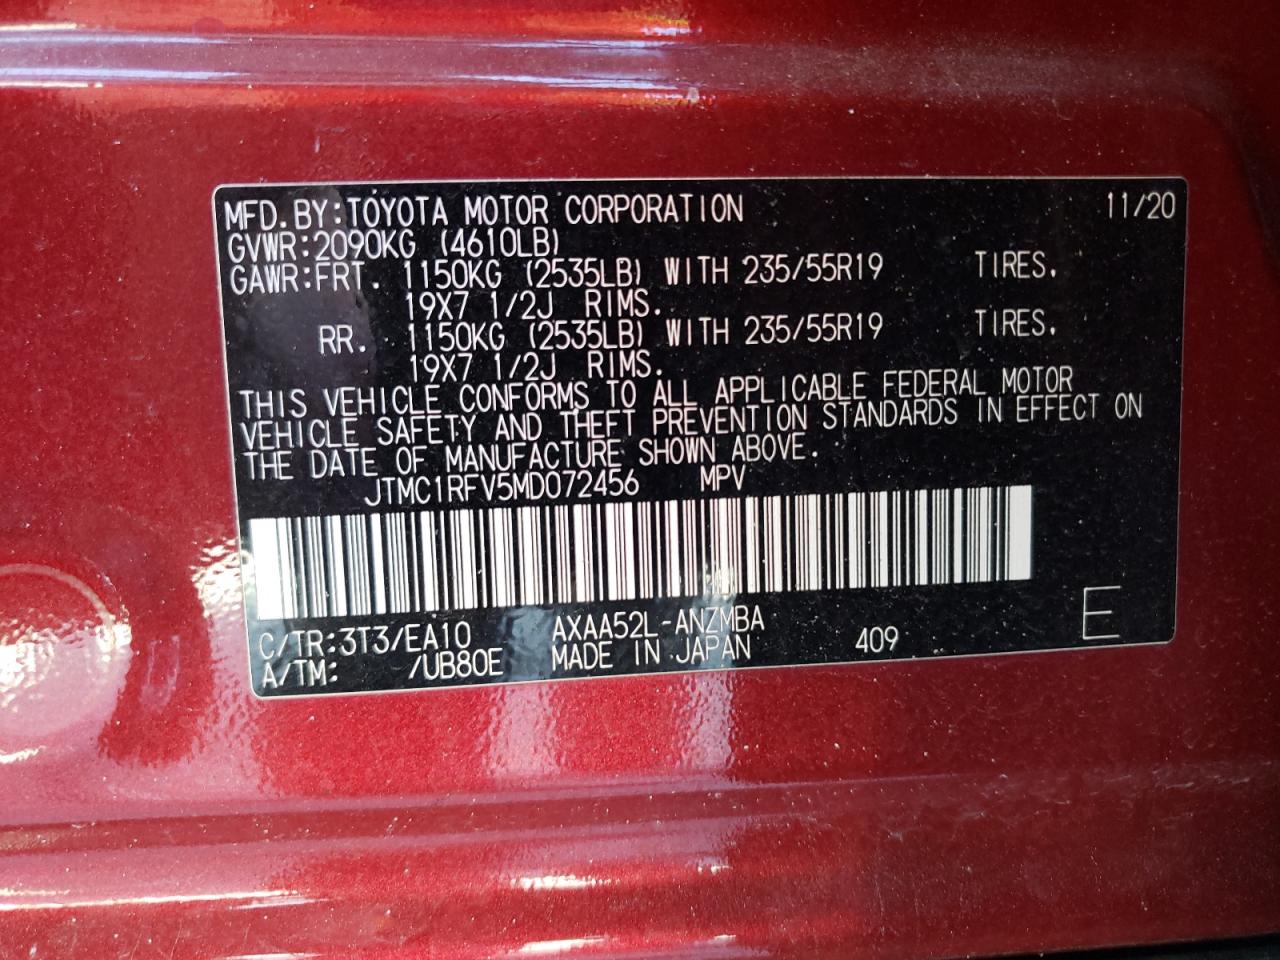 MFD. BY: TOYOTA MOTOR CORPORATION 11/20
GVWR: 2090KG (4610LB)
GAWR: FRT. 1150KG (2535LB) WITH 235/55R19 TIRES.
19X7 1/2J RIMS.
RR. 1150KG (2535LB) WITH 235/55R19 TIRES.
19X7 1/2J RIMS.
THIS VEHICLE CONFORMS TO ALL APPLICABLE FEDERAL MOTOR
VEHICLE SAFETY AND THEFT PREVENTION STANDARDS IN EFFECT ON
THE DATE OF MANUFACTURE SHOWN ABOVE.
JTMC1RFV5MD072456 MPV
C/TR: 3T3/EA10 AXAA52L-ANZMBA
A/TM: /UB80E MADE IN JAPAN 409 E